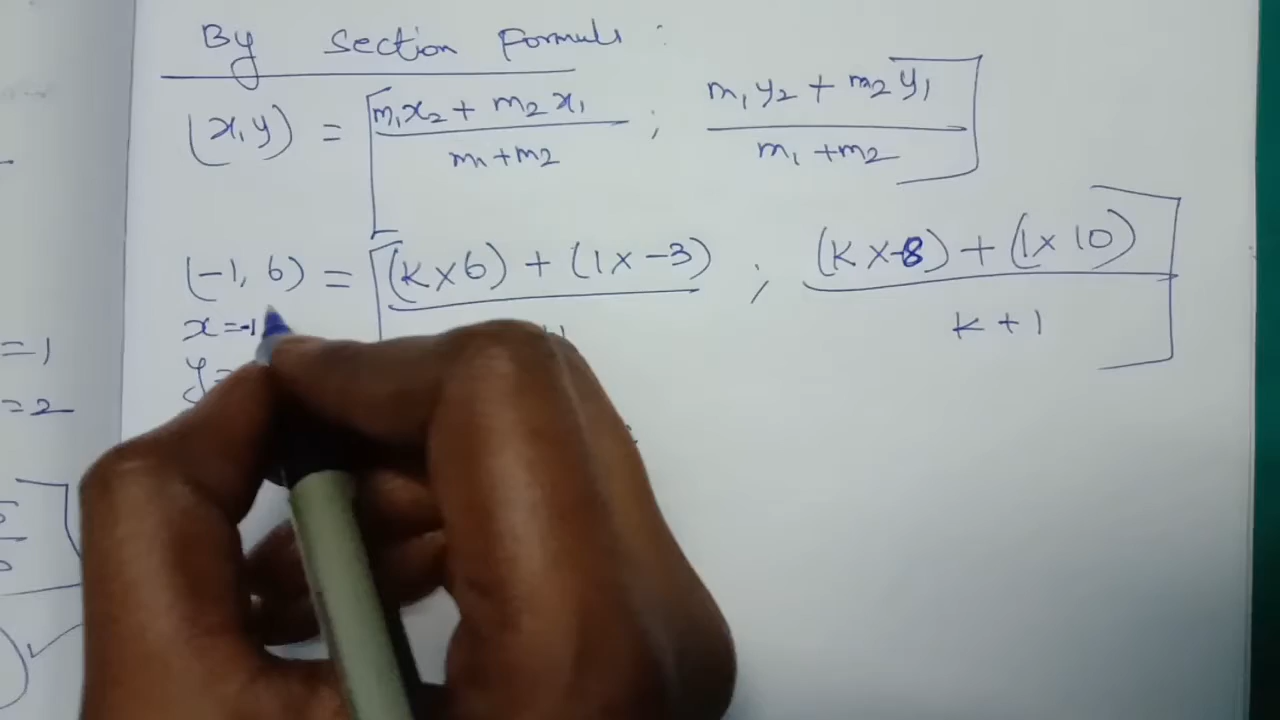 By Section Formula :
(x,y) = [m₁x₂ + m₂x₁ / m₁+m₂ ; m₁y₂ + m₂y₁ / m₁+m₂]
(-1, 6) = [(k×6) + (1×-3) ; (k×-8) + (1×10) / k+1]
x=-1
y=
=1
=2